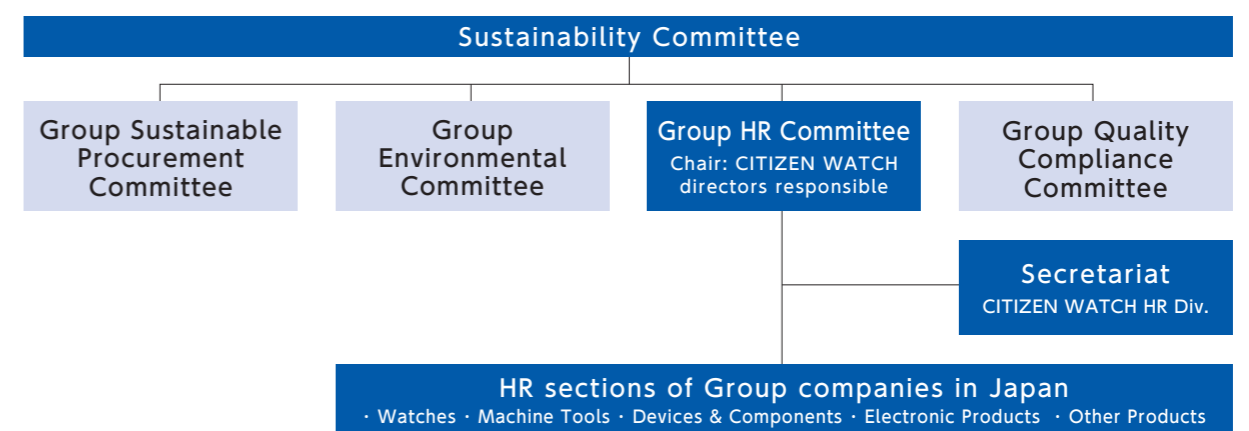 Sustainability Committee
Group Sustainable
Procurement
Committee
Group
Environmental
Committee
Group HR Committee
Chair: CITIZEN WATCH
directors responsible
Group Quality
Compliance
Committee
Secretariat
CITIZEN WATCH HR Div.
HR sections of Group companies in Japan
・Watches・Machine Tools・Devices & Components・Electronic Products ・Other Products